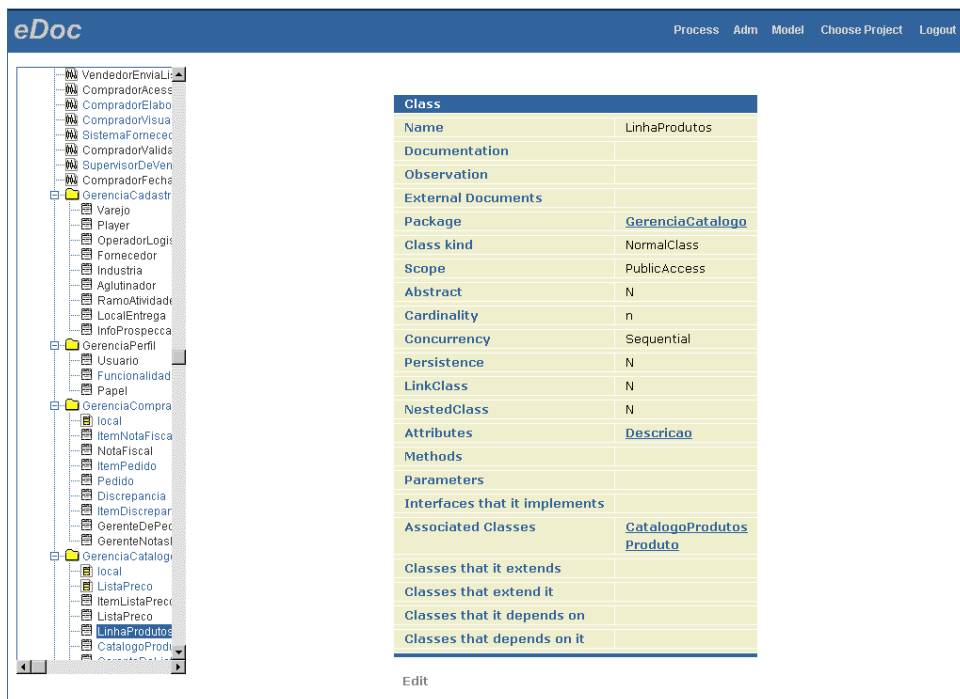 eDoc
Process Adm Model Choose Project Logout
VendedorEnviaLi
CompradorAcess
CompradorElabo
CompradorVisua
SistemaFornecec
CompradorValida
SupervisorDeVen
CompradorFecha
GerenciaCadastr
Varejo
Player
OperadorLogis
Fornecedor
Industria
Aglutinador
RamoAtividade
LocalEntrega
InfoProspecca
GerenciaPerfil
Usuario
Funcionalidad
Papel
GerenciaCompra
local
ItemNotaFisca
NotaFiscal
ItemPedido
Pedido
Discrepancia
ItemDiscrepar
GerenteDePed
GerenteNotas
GerenciaCatalog
local
ListaPreco
ItemListaPreco
ListaPreco
LinhaProdutos
CatalogoProdu
Class
Name LinhaProdutos
Documentation
Observation
External Documents
Package GerenciaCatalogo
Class kind NormalClass
Scope PublicAccess
Abstract N
Cardinality n
Concurrency Sequential
Persistence N
LinkClass N
NestedClass N
Attributes Descricao
Methods
Parameters
Interfaces that it implements
Associated Classes CatalogoProdutos
Produto
Classes that it extends
Classes that extend it
Classes that it depends on
Classes that depends on it
Edit